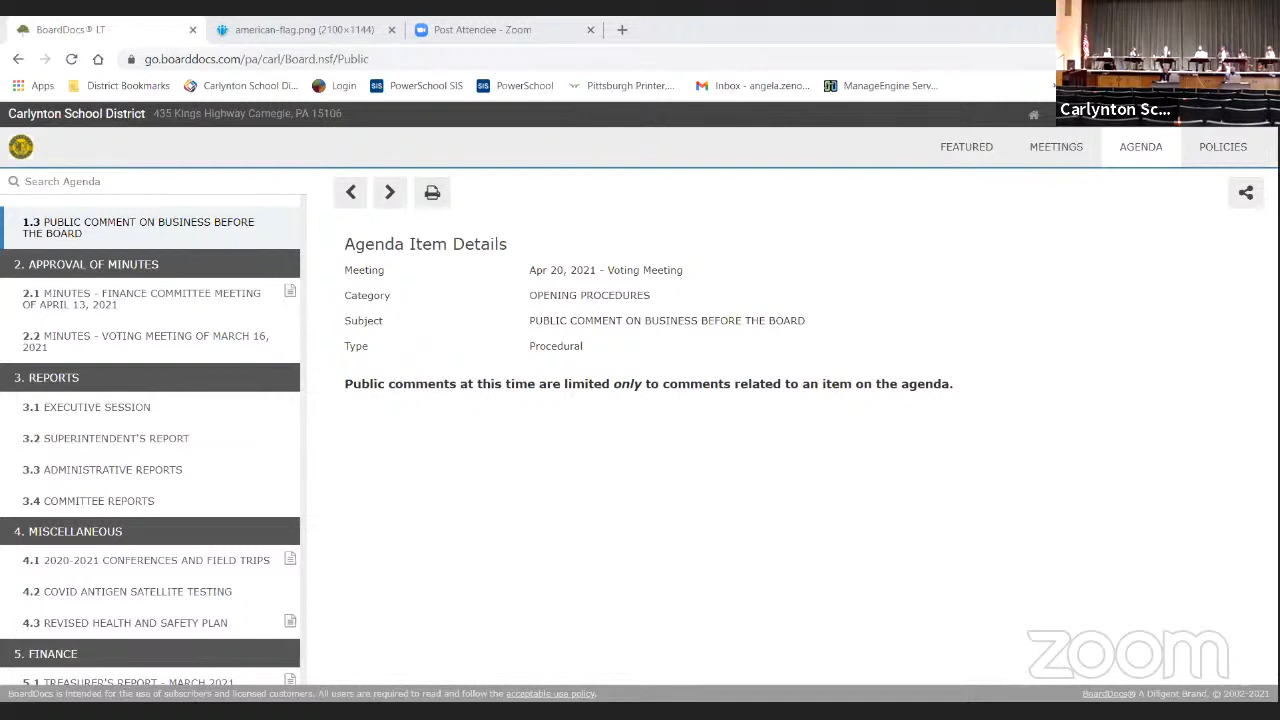 BoardDocs® LT
american-flag.png (2100×1144)
Post Attendee - Zoom
go.boarddocs.com/pa/carl/Board.nsf/Public
Apps
District Bookmarks
Carlynton School Di...
Login
PowerSchool SIS
Inbox - angela.zeno...
Pittsburgh Printer,...
ManageEngine Serv...
Carlynton Sc...
Carlynton School District
435 Kings Highway Carnegie, PA 15106
FEATURED
MEETINGS
AGENDA
POLICIES
Search Agenda
1.3 PUBLIC COMMENT ON BUSINESS BEFORE
THE BOARD
2. APPROVAL OF MINUTES
2.1 MINUTES - FINANCE COMMITTEE MEETING
OF APRIL 13, 2021
2.2 MINUTES - VOTING MEETING OF MARCH 16,
2021
3. REPORTS
3.1 EXECUTIVE SESSION
3.2 SUPERINTENDENT'S REPORT
3.3 ADMINISTRATIVE REPORTS
3.4 COMMITTEE REPORTS
4. MISCELLANEOUS
4.1 2020-2021 CONFERENCES AND FIELD TRIPS
4.2 COVID ANTIGEN SATELLITE TESTING
4.3 REVISED HEALTH AND SAFETY PLAN
5. FINANCE
5.1 TREASURER'S REPORT - MARCH 2021
Agenda Item Details
Meeting Apr 20, 2021 - Voting Meeting
Category OPENING PROCEDURES
Subject PUBLIC COMMENT ON BUSINESS BEFORE THE BOARD
Type Procedural
Public comments at this time are limited only to comments related to an item on the agenda.
zoom
BoardDocs is intended for the use of subscribers and licensed customers. All users are required to read and follow the acceptable use policy.
BoardDocs® A Diligent Brand. © 2002-2021